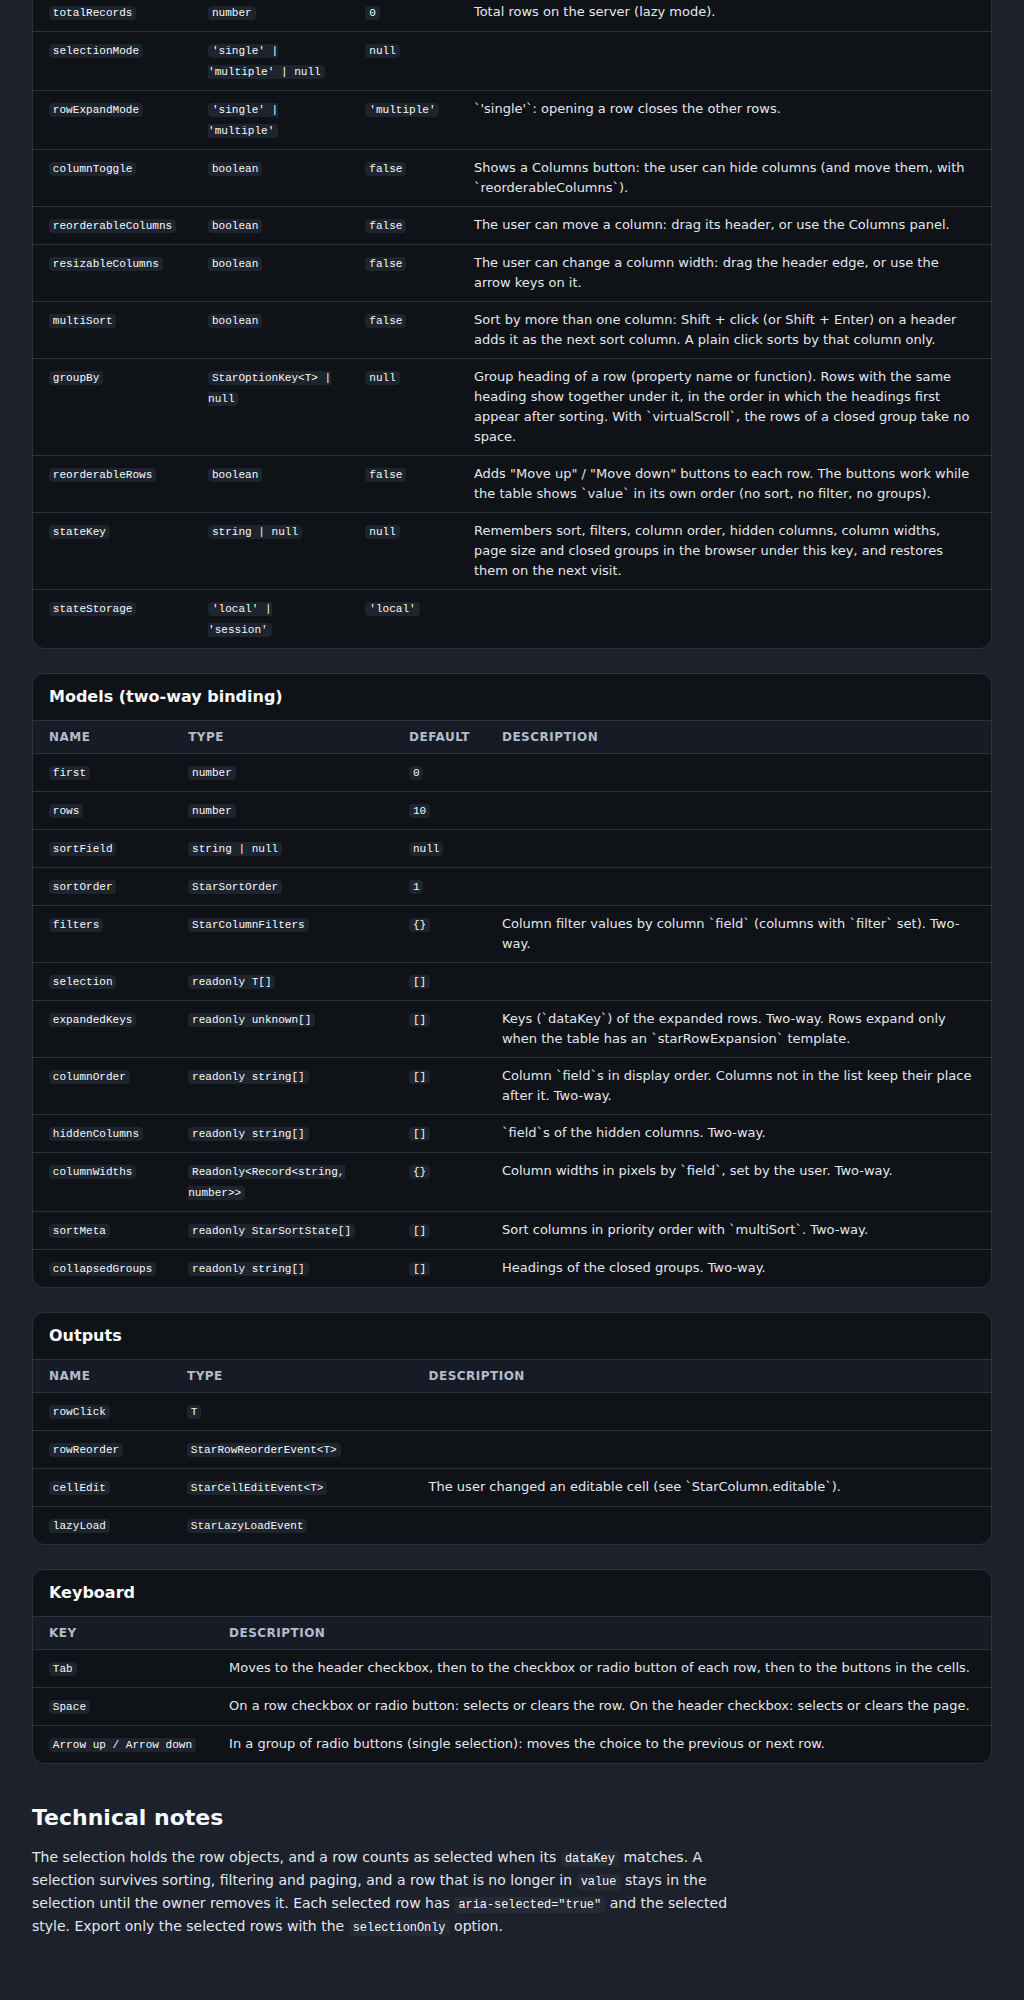 totalRecords number 0 Total rows on the server (lazy mode).
selectionMode 'single' | null
'multiple' | null
rowExpandMode 'single' | 'multiple' `'single'`: opening a row closes the other rows.
'multiple'
columnToggle boolean false Shows a Columns button: the user can hide columns (and move them, with
`reorderableColumns`).
reorderableColumns boolean false The user can move a column: drag its header, or use the Columns panel.
resizableColumns boolean false The user can change a column width: drag the header edge, or use the
arrow keys on it.
multiSort boolean false Sort by more than one column: Shift + click (or Shift + Enter) on a header
adds it as the next sort column. A plain click sorts by that column only.
groupBy StarOptionKey<T> | null Group heading of a row (property name or function). Rows with the same
null heading show together under it, in the order in which the headings first
appear after sorting. With `virtualScroll`, the rows of a closed group take no
space.
reorderableRows boolean false Adds "Move up" / "Move down" buttons to each row. The buttons work while
the table shows `value` in its own order (no sort, no filter, no groups).
stateKey string | null null Remembers sort, filters, column order, hidden columns, column widths,
page size and closed groups in the browser under this key, and restores
them on the next visit.
stateStorage 'local' | 'local'
'session'
Models (two-way binding)
NAME TYPE DEFAULT DESCRIPTION
first number 0
rows number 10
sortField string | null null
sortOrder StarSortOrder 1
filters StarColumnFilters {} Column filter values by column `field` (columns with `filter` set). Two-
way.
selection readonly T[] []
expandedKeys readonly unknown[] [] Keys (`dataKey`) of the expanded rows. Two-way. Rows expand only
when the table has an `starRowExpansion` template.
columnOrder readonly string[] [] Column `field`s in display order. Columns not in the list keep their place
after it. Two-way.
hiddenColumns readonly string[] [] `field`s of the hidden columns. Two-way.
columnWidths Readonly<Record<string, {} Column widths in pixels by `field`, set by the user. Two-way.
number>>
sortMeta readonly StarSortState[] [] Sort columns in priority order with `multiSort`. Two-way.
collapsedGroups readonly string[] [] Headings of the closed groups. Two-way.
Outputs
NAME TYPE DESCRIPTION
rowClick T
rowReorder StarRowReorderEvent<T>
cellEdit StarCellEditEvent<T> The user changed an editable cell (see `StarColumn.editable`).
lazyLoad StarLazyLoadEvent
Keyboard
KEY DESCRIPTION
Tab Moves to the header checkbox, then to the checkbox or radio button of each row, then to the buttons in the cells.
Space On a row checkbox or radio button: selects or clears the row. On the header checkbox: selects or clears the page.
Arrow up / Arrow down In a group of radio buttons (single selection): moves the choice to the previous or next row.
Technical notes
The selection holds the row objects, and a row counts as selected when its dataKey matches. A
selection survives sorting, filtering and paging, and a row that is no longer in value stays in the
selection until the owner removes it. Each selected row has aria-selected="true" and the selected
style. Export only the selected rows with the selectionOnly option.